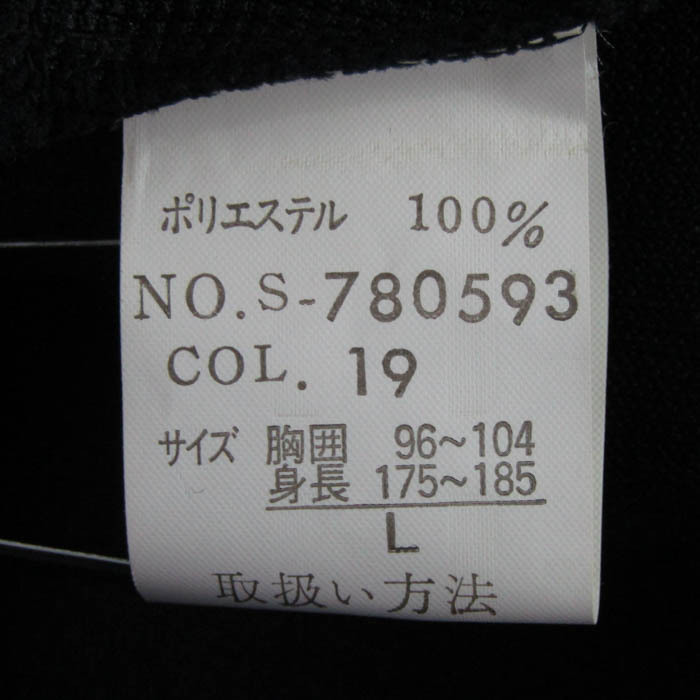 ポリエステル 100%
NO.S-780593
COL. 19
サイズ 胸囲 96~104
身長 175~185
L
取扱い方法